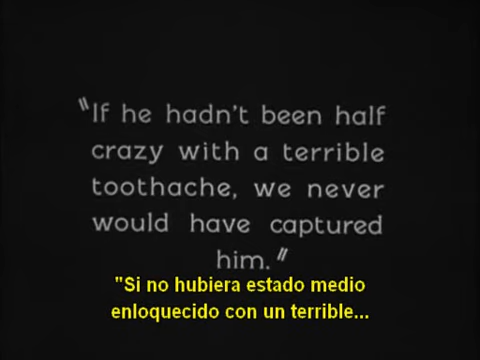 "If he hadn't been half
crazy with a terrible
toothache, we never
would have captured
him."
"Si no hubiera estado medio
enloquecido con un terrible...